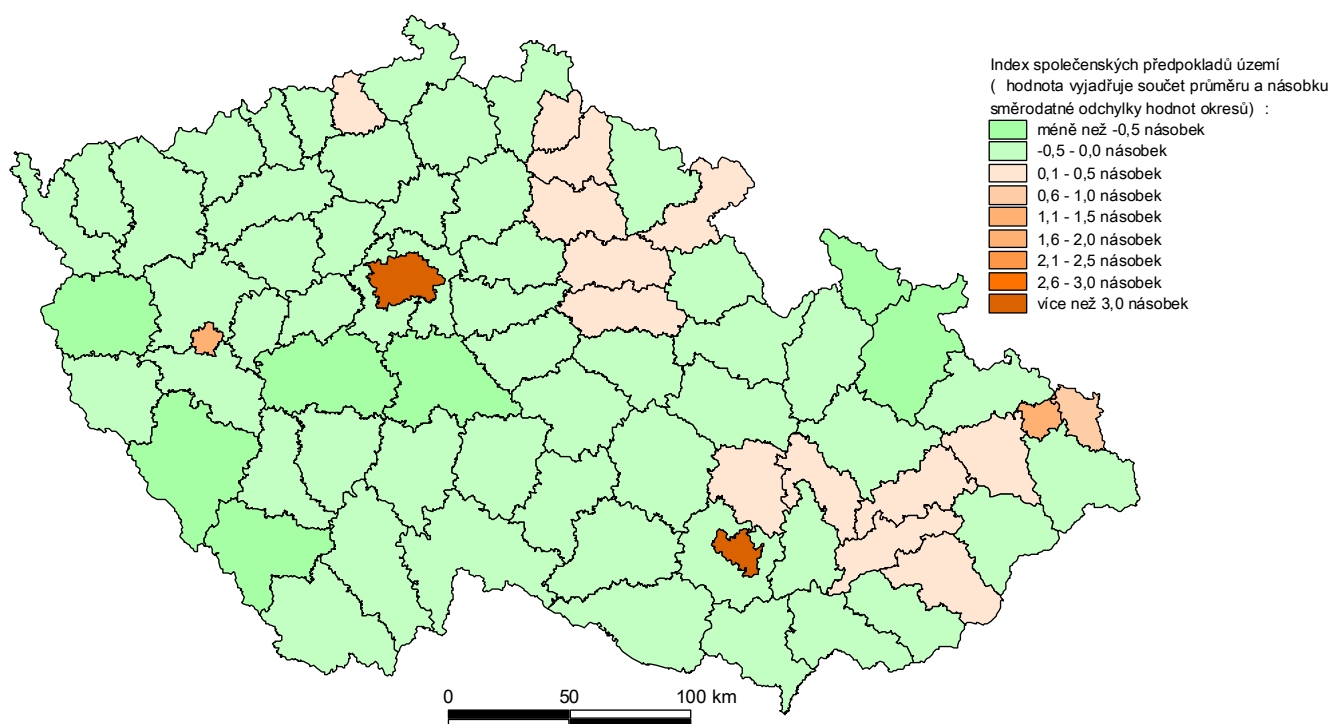 Index společenských předpokladů území
( hodnota vyjadřuje součet průměru a násobku
směrodatné odchylky hodnot okresů) :
méně než -0,5 násobek
-0,5 - 0,0 násobek
0,1 - 0,5 násobek
0,6 - 1,0 násobek
1,1 - 1,5 násobek
1,6 - 2,0 násobek
2,1 - 2,5 násobek
2,6 - 3,0 násobek
více než 3,0 násobek
0 50 100 km